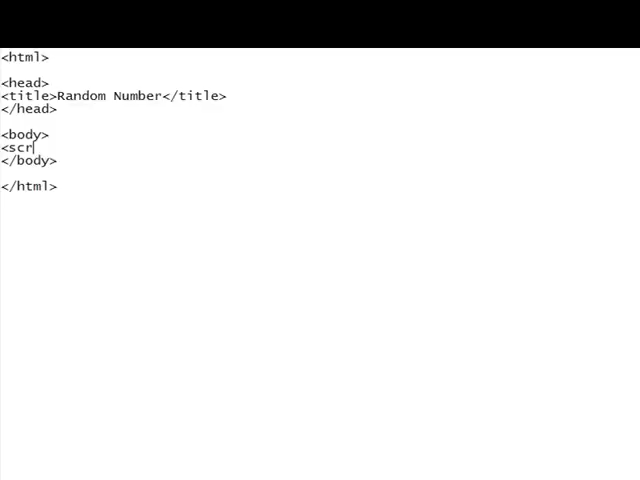 <html>
<head>
<title>Random Number</title>
</head>
<body>
<scr
</body>
</html>